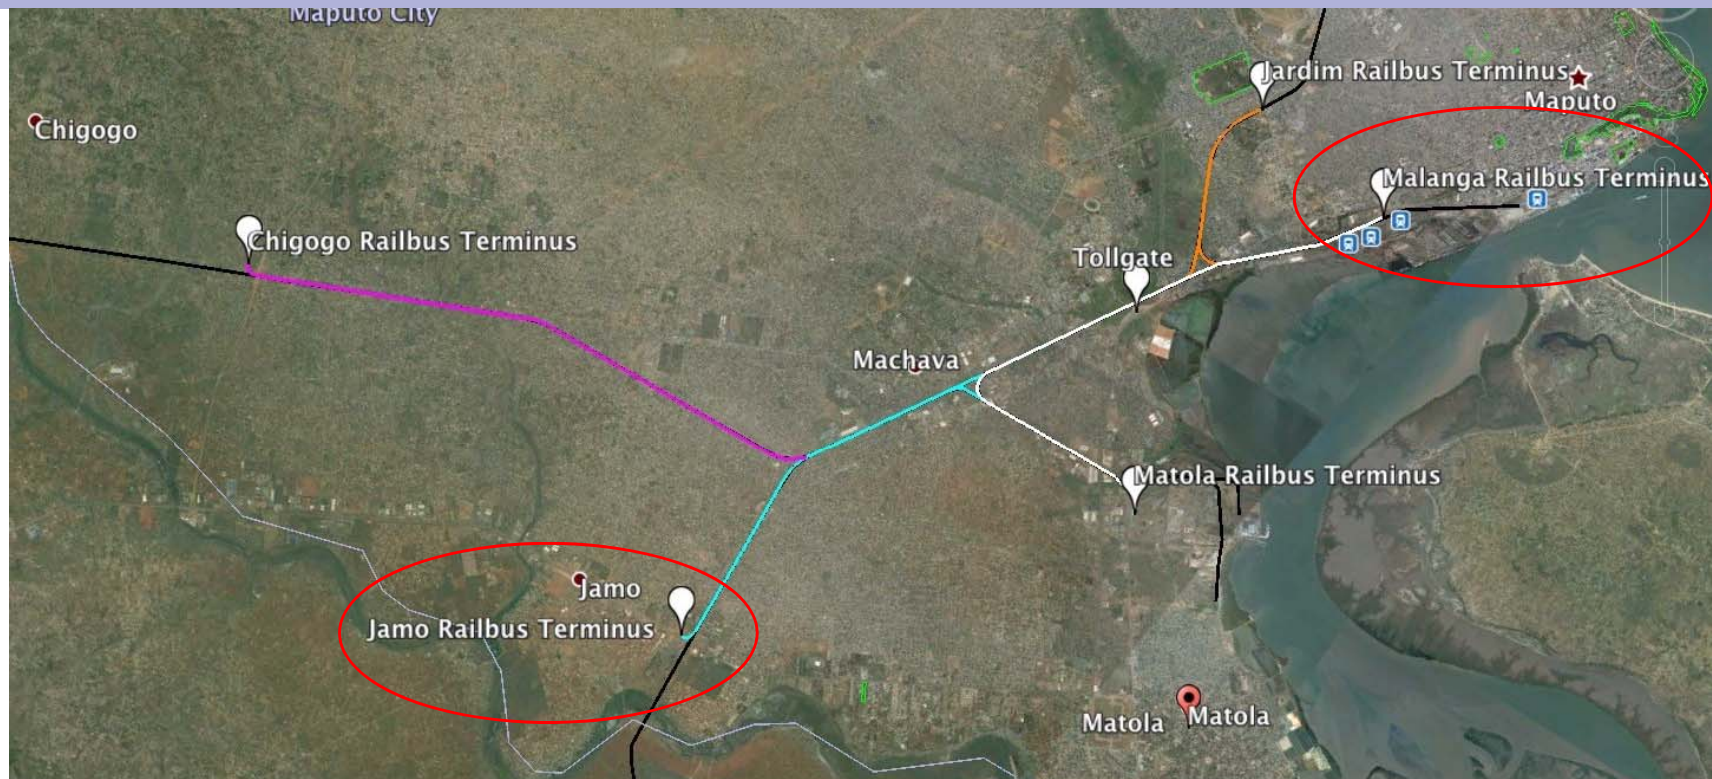 Maputo City
Jardim Railbus Terminus
Maputo
Chigogo
Malanga Railbus Terminus
Chigogo Railbus Terminus
Tollgate
Machava
Matola Railbus Terminus
Jamo
Jamo Railbus Terminus
Matola
Matola